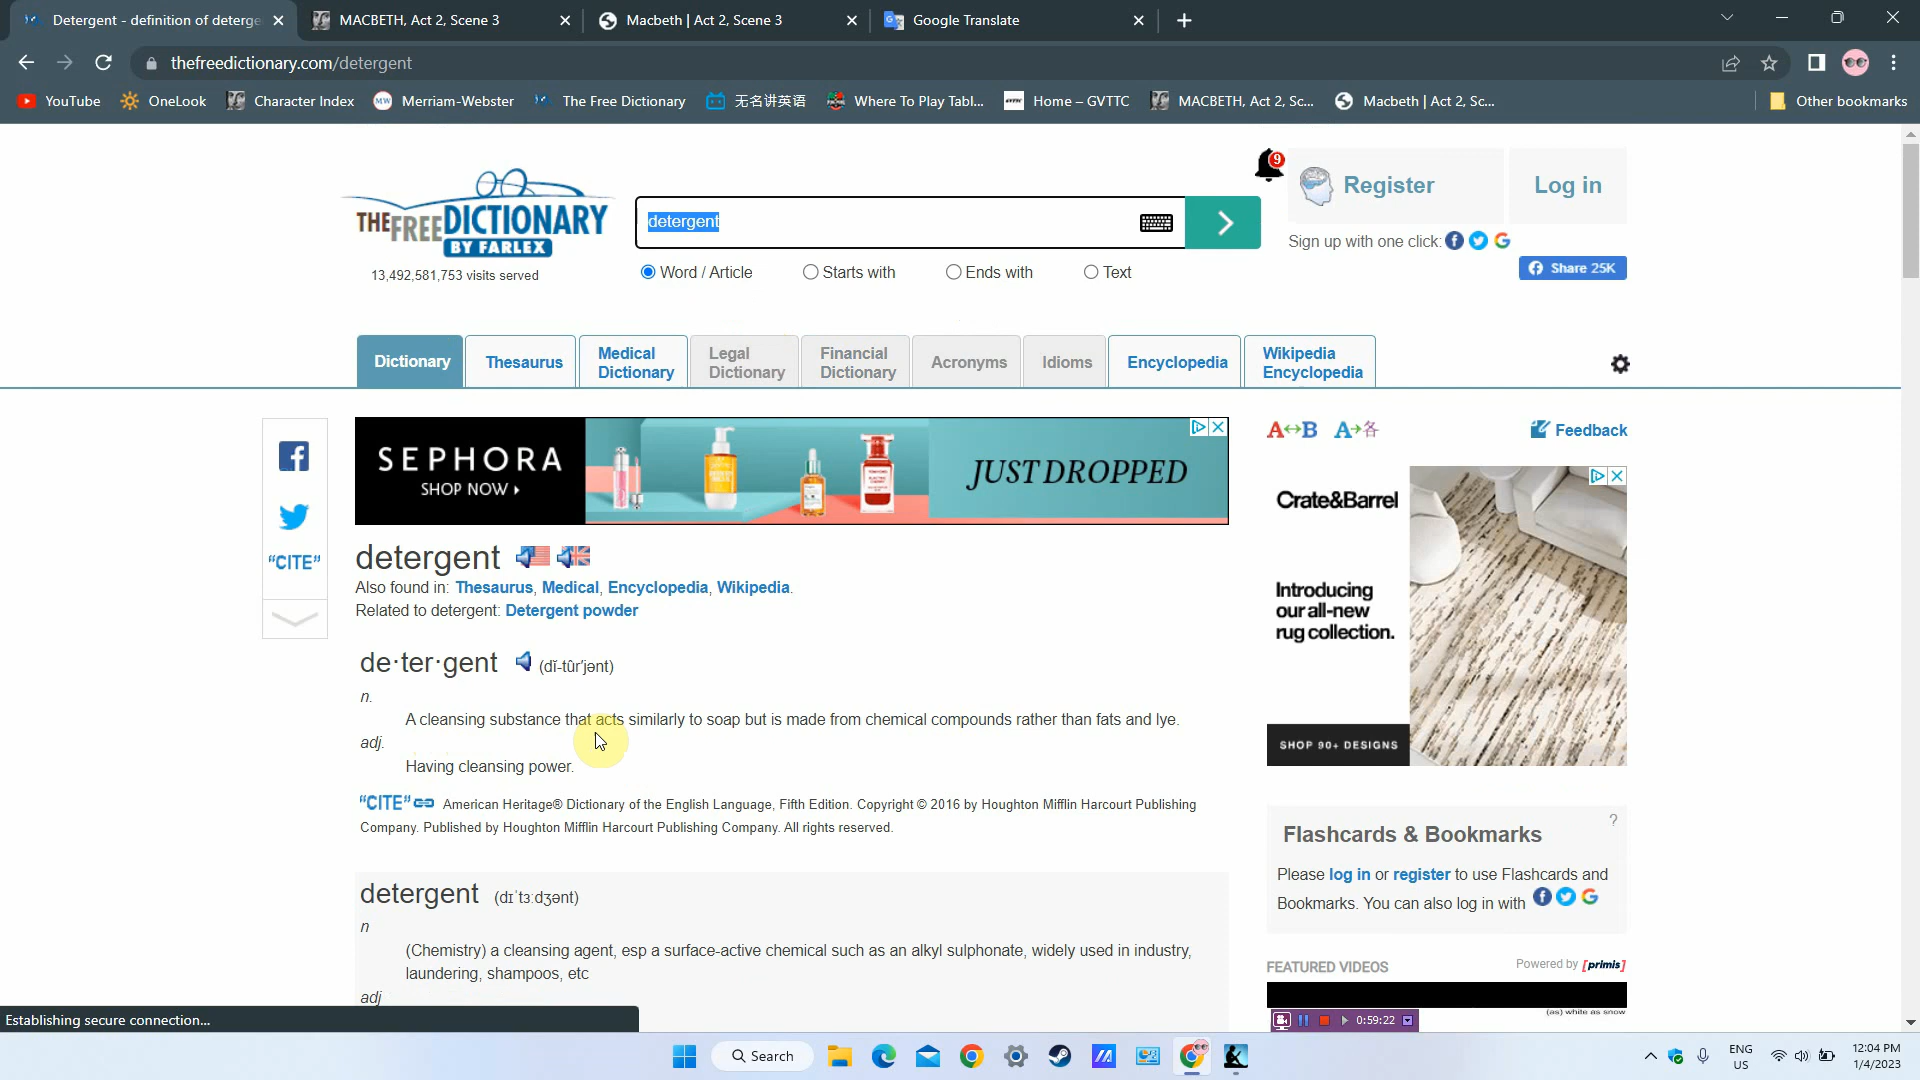 Detergent - definition of deterge
MACBETH, Act 2, Scene 3
Macbeth | Act 2, Scene 3
Google Translate
thefreedictionary.com/detergent
YouTube
OneLook
Character Index
Merriam-Webster
The Free Dictionary
无名讲英语
Where To Play Tabl...
Home – GVTTC
MACBETH, Act 2, Sc...
Macbeth | Act 2, Sc...
Other bookmarks
THEFREEDICTIONARY
BY FARLEX
13,492,581,753 visits served
detergent
Word / Article
Starts with
Ends with
Text
9
Register
Log in
Sign up with one click:
Share 25K
Dictionary
Thesaurus
Medical
Dictionary
Legal
Dictionary
Financial
Dictionary
Acronyms
Idioms
Encyclopedia
Wikipedia
Encyclopedia
"CITE"
SEPHORA
SHOP NOW
JUST DROPPED
A↔B
A→各
Feedback
Crate&Barrel
Introducing
our all-new
rug collection.
SHOP 90+ DESIGNS
detergent
Also found in: Thesaurus, Medical, Encyclopedia, Wikipedia.
Related to detergent: Detergent powder
de·ter·gent (dĭ-tûr′jənt)
n.
A cleansing substance that acts similarly to soap but is made from chemical compounds rather than fats and lye.
adj.
Having cleansing power.
"CITE" American Heritage® Dictionary of the English Language, Fifth Edition. Copyright © 2016 by Houghton Mifflin Harcourt Publishing
Company. Published by Houghton Mifflin Harcourt Publishing Company. All rights reserved.
detergent (dɪˈtɜːdʒənt)
n
(Chemistry) a cleansing agent, esp a surface-active chemical such as an alkyl sulphonate, widely used in industry,
laundering, shampoos, etc
adj
Flashcards & Bookmarks
?
Please log in or register to use Flashcards and
Bookmarks. You can also log in with
FEATURED VIDEOS
Powered by [primis]
(as) white as snow
0:59:22
Establishing secure connection...
Search
ENG
US
12:04 PM
1/4/2023